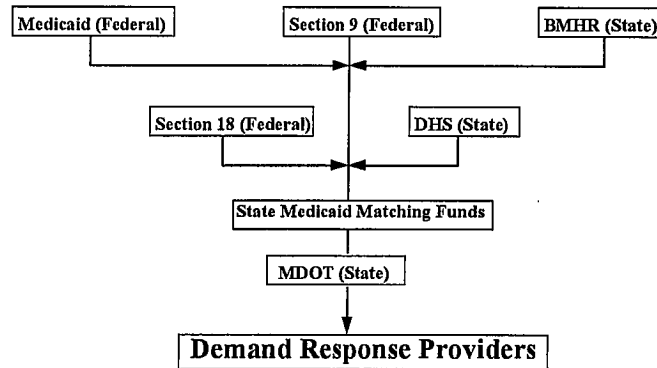 Medicaid (Federal)
Section 9 (Federal)
BMHR (State)
Section 18 (Federal)
DHS (State)
State Medicaid Matching Funds
MDOT (State)
Demand Response Providers